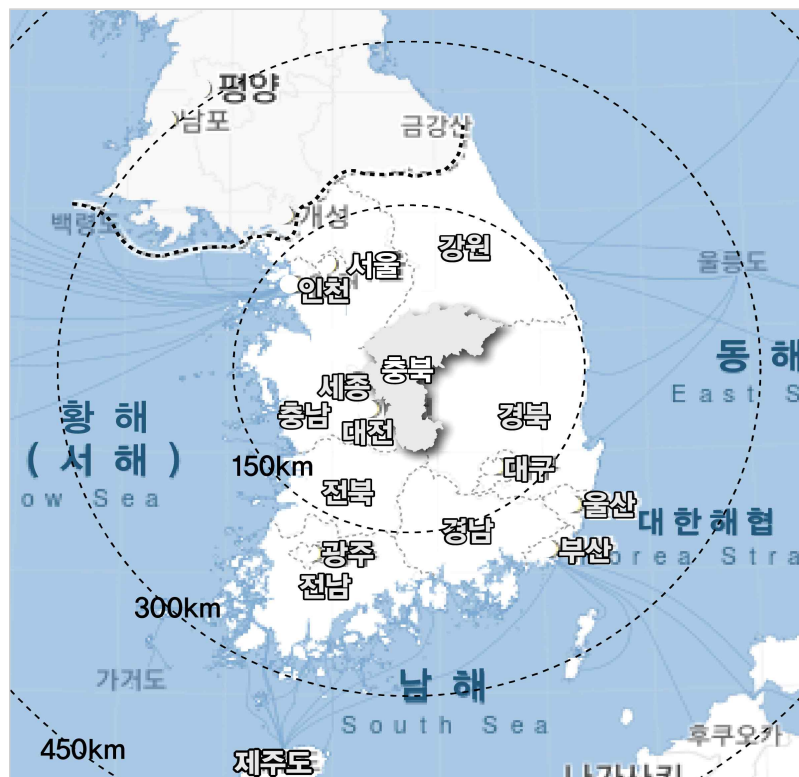 평양
남포
금강산
백령도
개성
강원
서울
울릉도
인천
동 해
충북
East S
세종
황 해
충남
경북
대전
( 서 해 )
150km
대구
ow Sea
전북
울산
대한해협
경남
광주
부산
orea Stra
전남
300km
가거도
남 해
South Sea
후쿠오카
450km
제주도
나가사키